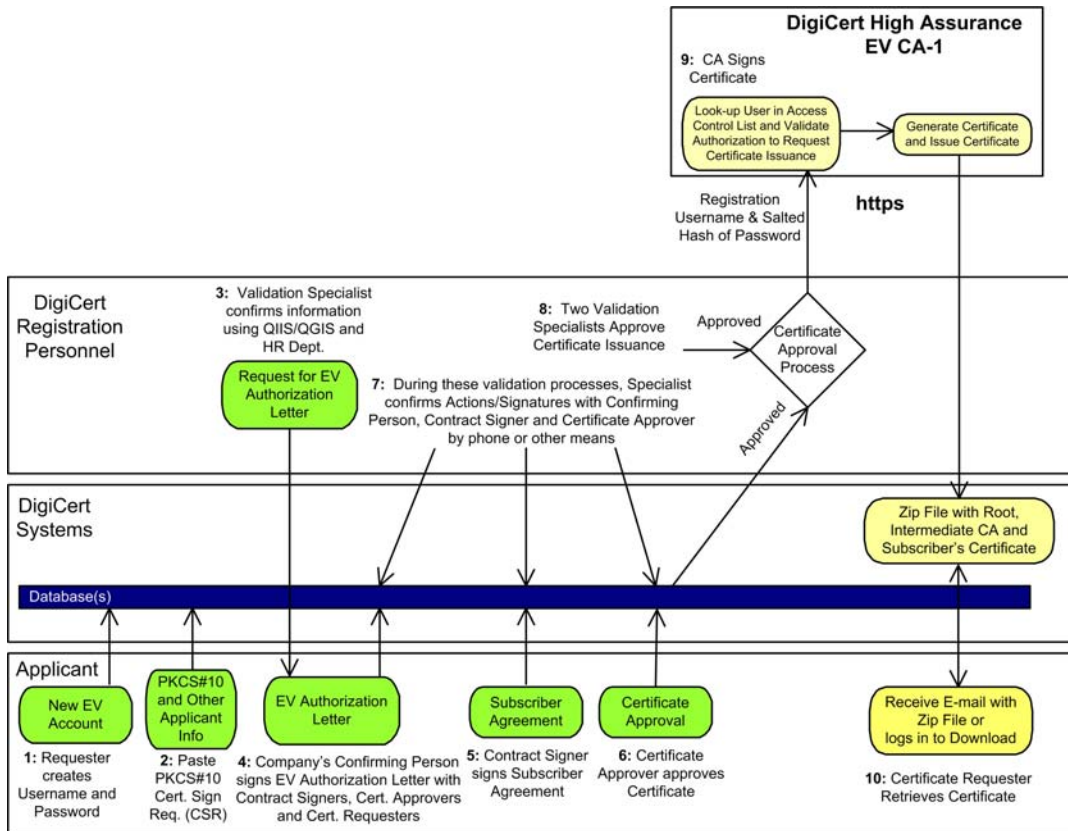 DigiCert High Assurance
EV CA-1
9: CA Signs
Certificate
Look-up User in Access
Control List and Validate
Authorization to Request
Certificate Issuance
Generate Certificate
and Issue Certificate
Registration
Username & Salted
Hash of Password
https
DigiCert
Registration
Personnel
3: Validation Specialist
confirms information
using QIIS/QGIS and
HR Dept.
Request for EV
Authorization
Letter
8: Two Validation
Specialists Approve
Certificate Issuance
Approved
Certificate
Approval
Process
7: During these validation processes, Specialist
confirms Actions/Signatures with Confirming
Person, Contract Signer and Certificate Approver
by phone or other means
Approved
DigiCert
Systems
Zip File with Root,
Intermediate CA and
Subscriber's Certificate
Database(s)
Applicant
New EV
Account
PKCS#10
and Other
Applicant
Info
EV Authorization
Letter
Subscriber
Agreement
Certificate
Approval
Receive E-mail with
Zip File or
logs in to Download
1: Requester
creates
Username and
Password
2: Paste
PKCS#10
Cert. Sign
Req. (CSR)
4: Company's Confirming Person
signs EV Authorization Letter with
Contract Signers, Cert. Approvers
and Cert. Requesters
5: Contract Signer
signs Subscriber
Agreement
6: Certificate
Approver approves
Certificate
10: Certificate Requester
Retrieves Certificate